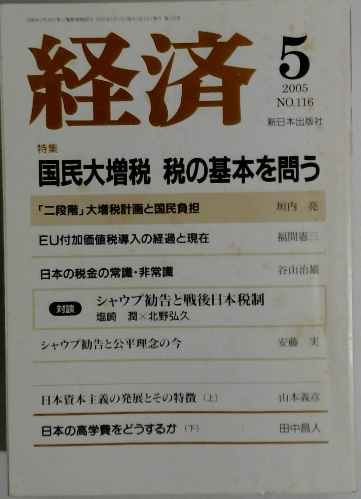 経済
5
2005
NO.116
新日本出版社
特集
国民大増税 税の基本を問う
「二段階」大増税計画と国民負担 垣内 亮
EU付加価値税導入の経過と現在 福間憲三
日本の税金の常識・非常識 谷山治雄
対談 シャウプ勧告と戦後日本税制
塩崎 潤×北野弘久
シャウプ勧告と公平理念の今 安藤 実
日本資本主義の発展とその特徴（上） 山本義彦
日本の高学費をどうするか（下） 田中昌人